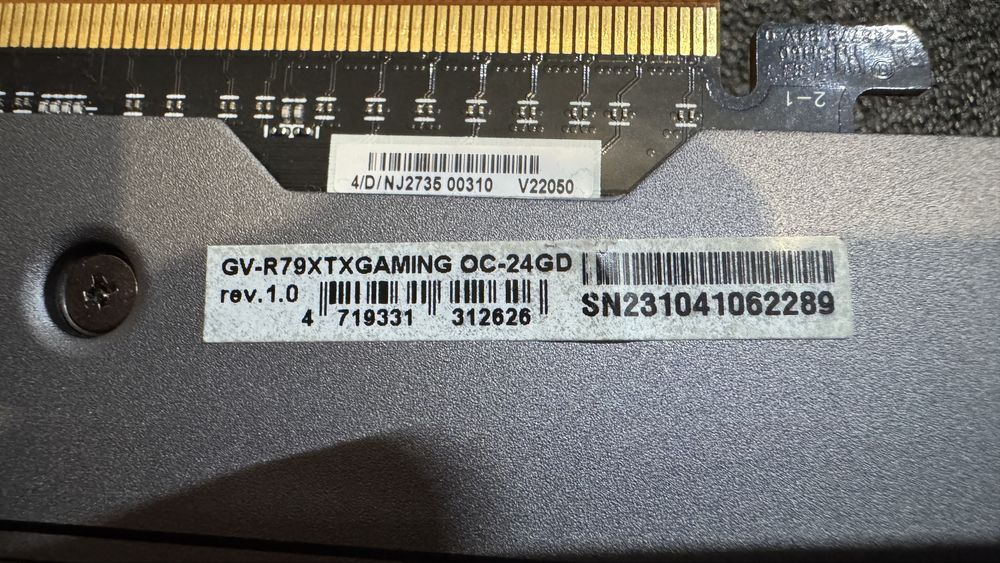 2-1
4/D/NJ2735 00310 V22050
GV-R79XTXGAMING OC-24GD
rev.1.0
4 719331 312626
SN231041062289